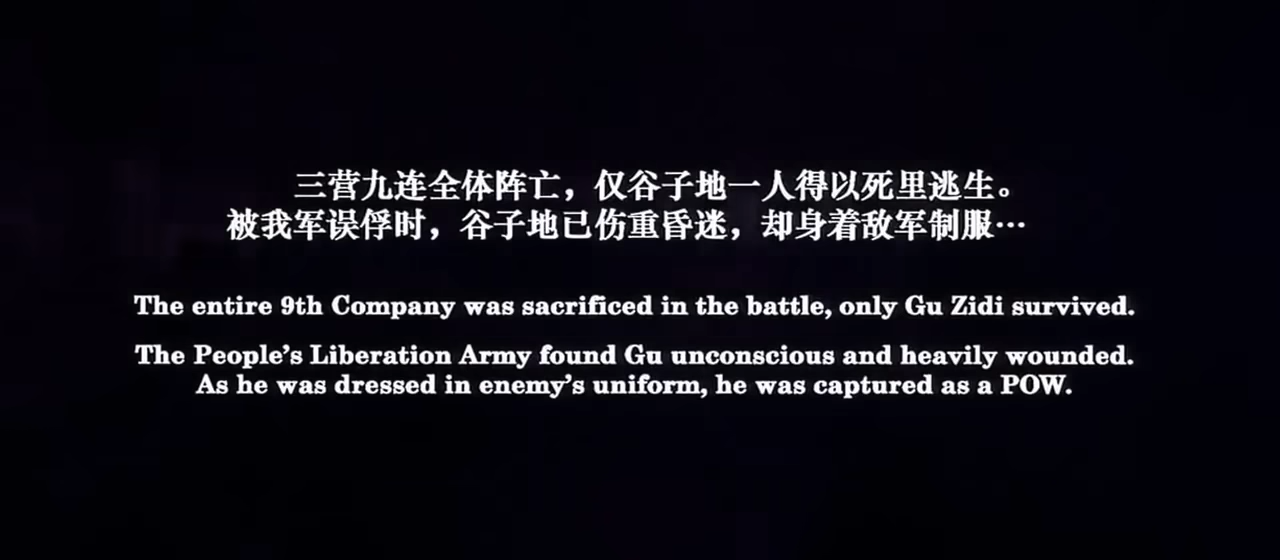 三营九连全体阵亡，仅谷子地一人得以死里逃生。
被我军误俘时，谷子地已伤重昏迷，却身着敌军制服…
The entire 9th Company was sacrificed in the battle, only Gu Zidi survived.
The People’s Liberation Army found Gu unconscious and heavily wounded.
As he was dressed in enemy’s uniform, he was captured as a POW.